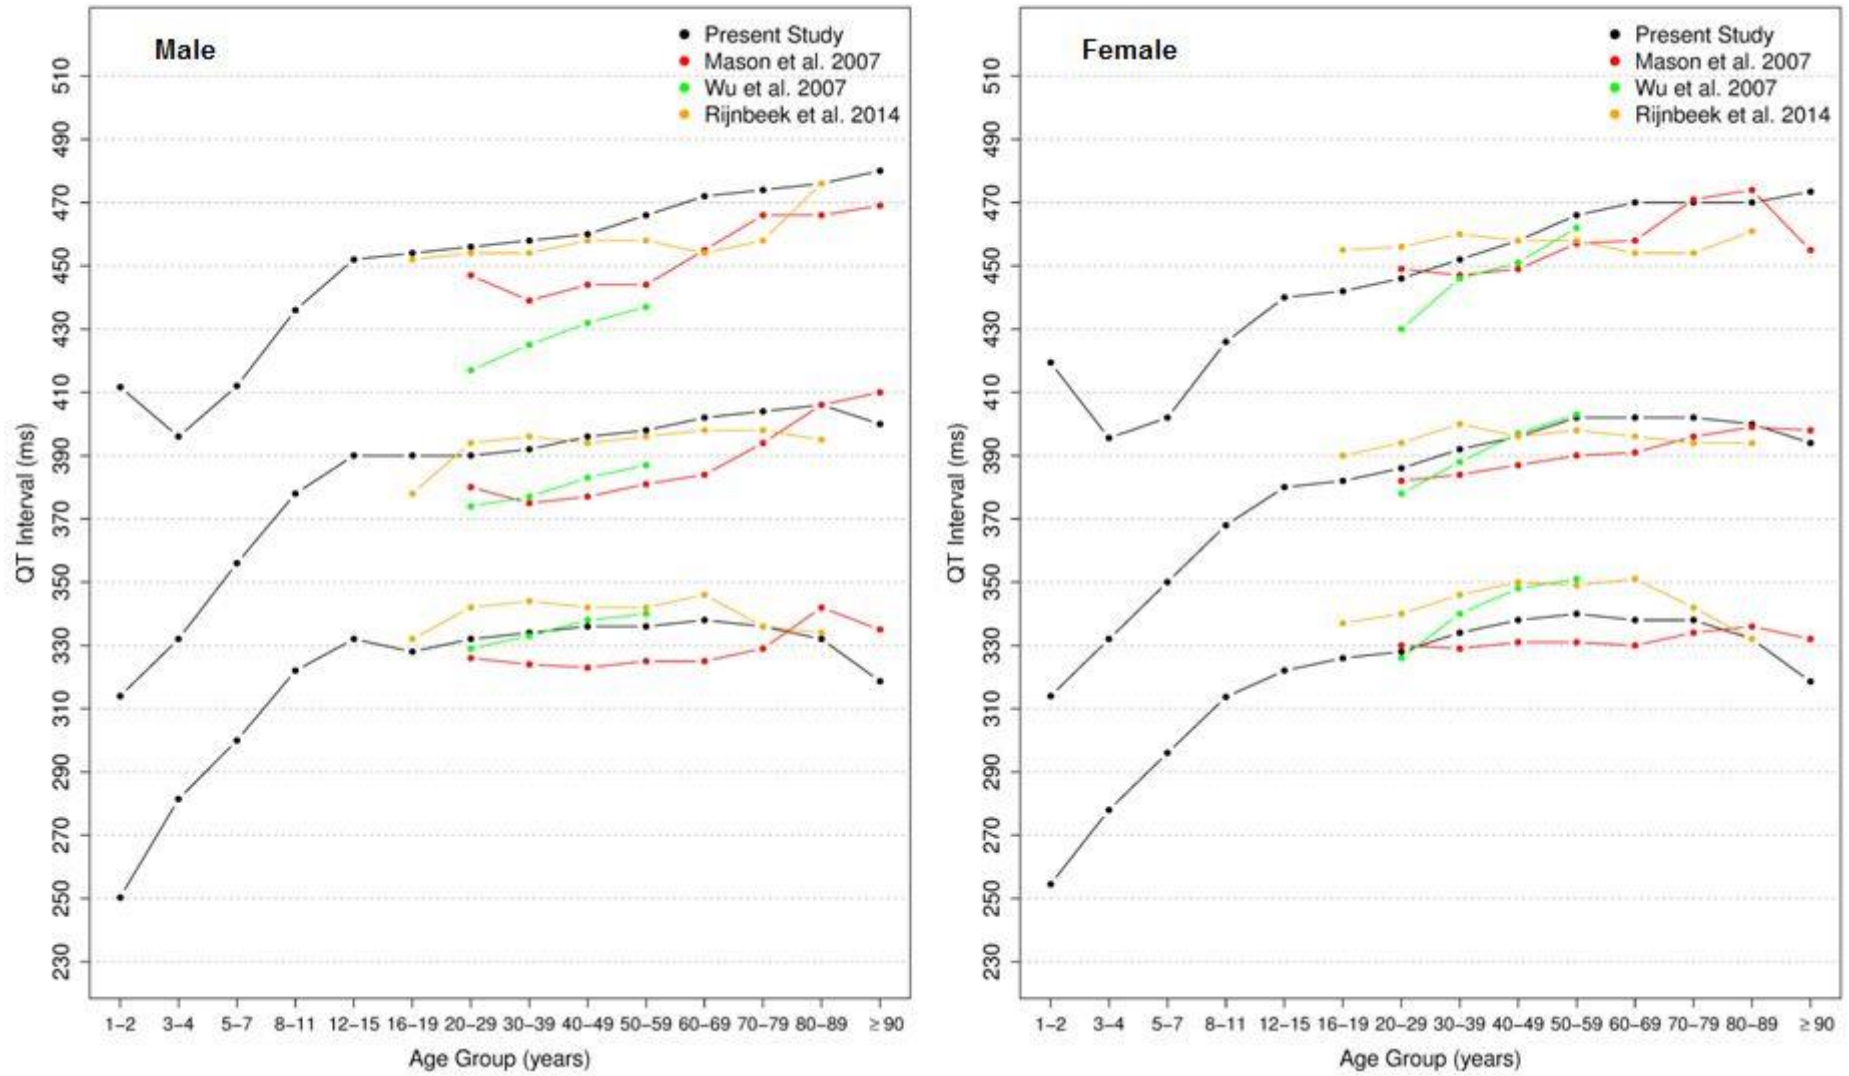 Male
Present Study
Mason et al. 2007
Wu et al. 2007
Rijnbeek et al. 2014
QT Interval (ms)
510
490
470
450
430
410
390
370
350
330
310
290
270
250
230
1–2 3–4 5–7 8–11 12–15 16–19 20–29 30–39 40–49 50–59 60–69 70–79 80–89 ≥ 90
Age Group (years)
Female
Present Study
Mason et al. 2007
Wu et al. 2007
Rijnbeek et al. 2014
QT Interval (ms)
510
490
470
450
430
410
390
370
350
330
310
290
270
250
230
1–2 3–4 5–7 8–11 12–15 16–19 20–29 30–39 40–49 50–59 60–69 70–79 80–89 ≥ 90
Age Group (years)